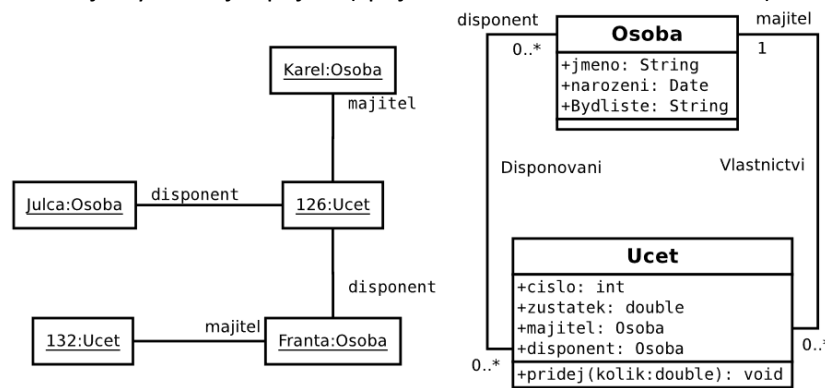 Karel:Osoba
majitel
Julca:Osoba
disponent
126:Ucet
disponent
132:Ucet
majitel
Franta:Osoba
disponent
majitel
0..*
Osoba
1
+jmeno: String
+narozeni: Date
+Bydliste: String
Disponovani
Vlastnictvi
Ucet
+cislo: int
+zustatek: double
+majitel: Osoba
+disponent: Osoba
0..*
0..*
+pridej(kolik:double): void